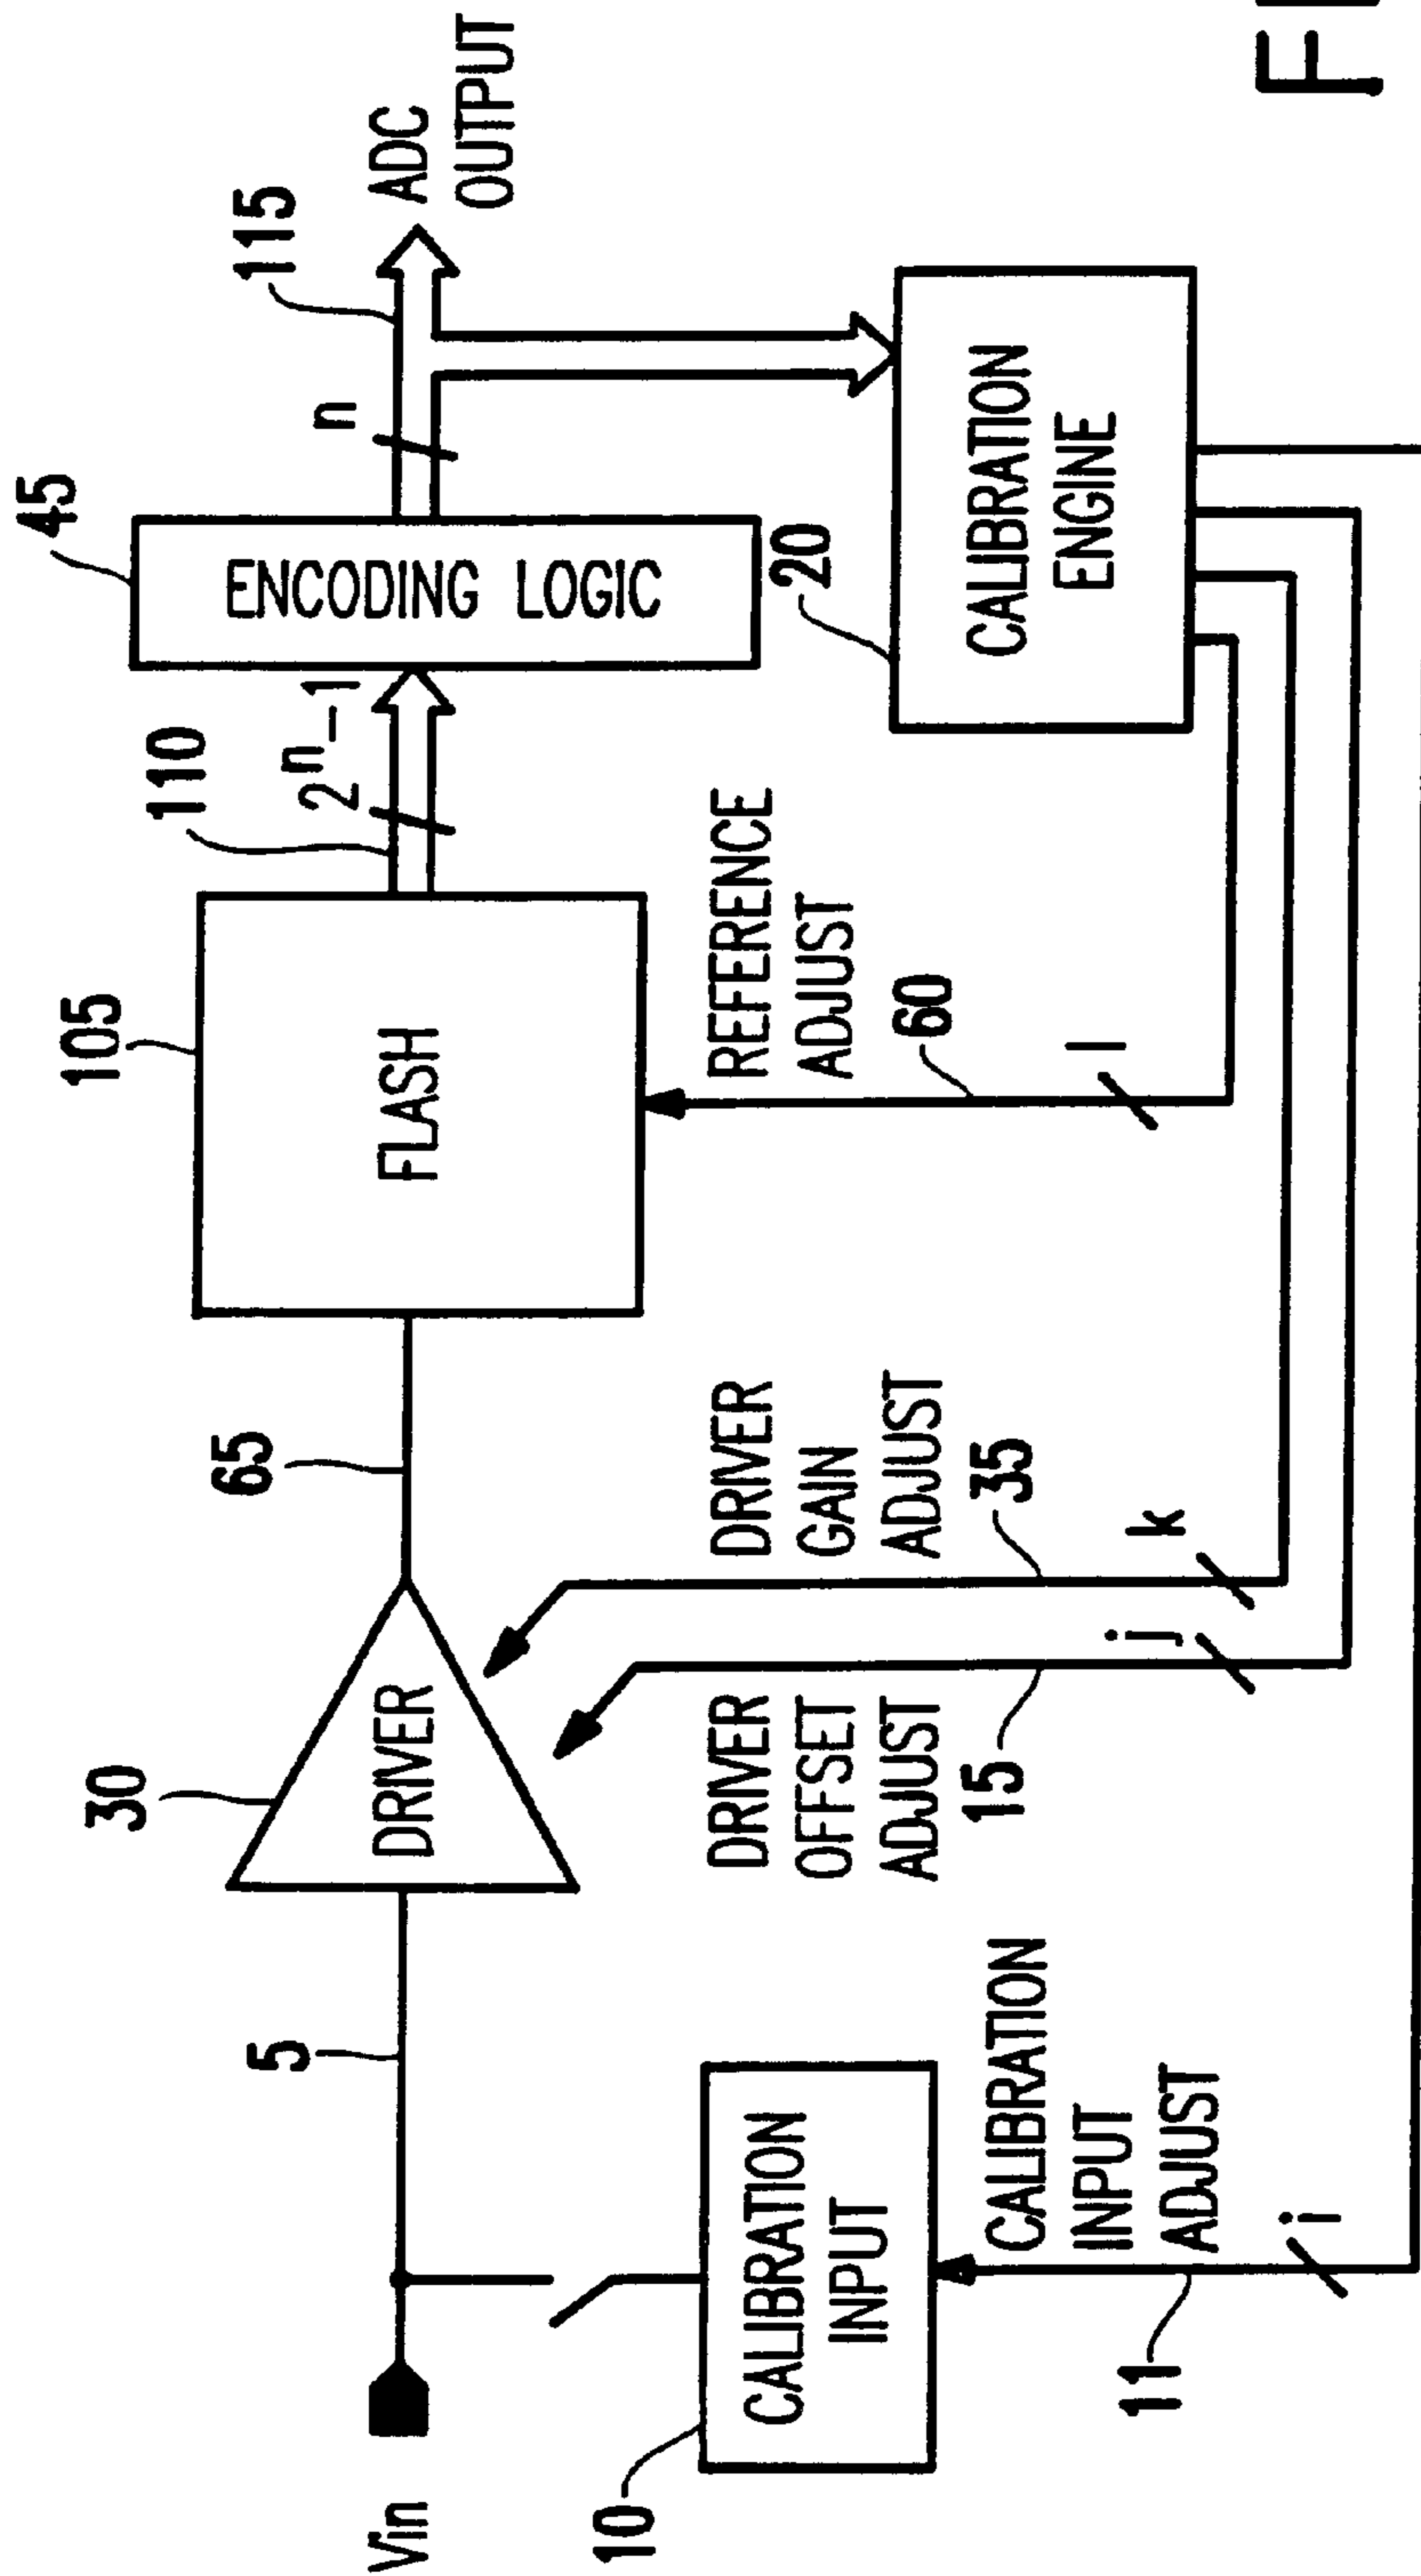 45
115
ADC
OUTPUT
n
ENCODING LOGIC
110
2n-1
105
FLASH
65
30
DRIVER
5
Vin
20
CALIBRATION
ENGINE
REFERENCE
ADJUST
60
l
DRIVER
GAIN
ADJUST
35
k
DRIVER
OFFSET
ADJUST
15
j
10
CALIBRATION
INPUT
CALIBRATION
INPUT
ADJUST
11
i